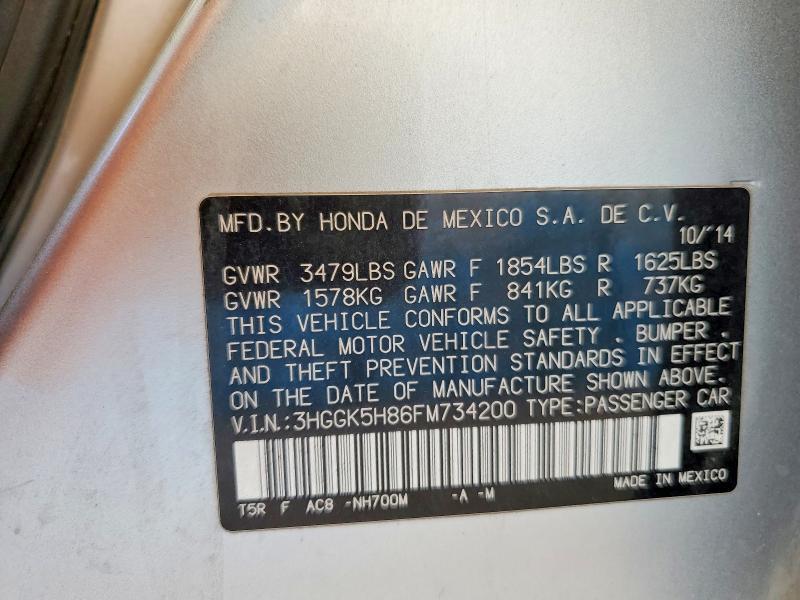 MFD.BY HONDA DE MEXICO S.A. DE C.V.
10/'14
GVWR 3479LBS GAWR F 1854LBS R 1625LBS
GVWR 1578KG GAWR F 841KG R 737KG
THIS VEHICLE CONFORMS TO ALL APPLICABLE
FEDERAL MOTOR VEHICLE SAFETY , BUMPER ,
AND THEFT PREVENTION STANDARDS IN EFFECT
ON THE DATE OF MANUFACTURE SHOWN ABOVE.
V.I.N.:3HGGK5H86FM734200 TYPE:PASSENGER CAR
MADE IN MEXICO
T5R F AC8 -NH700M -A -M